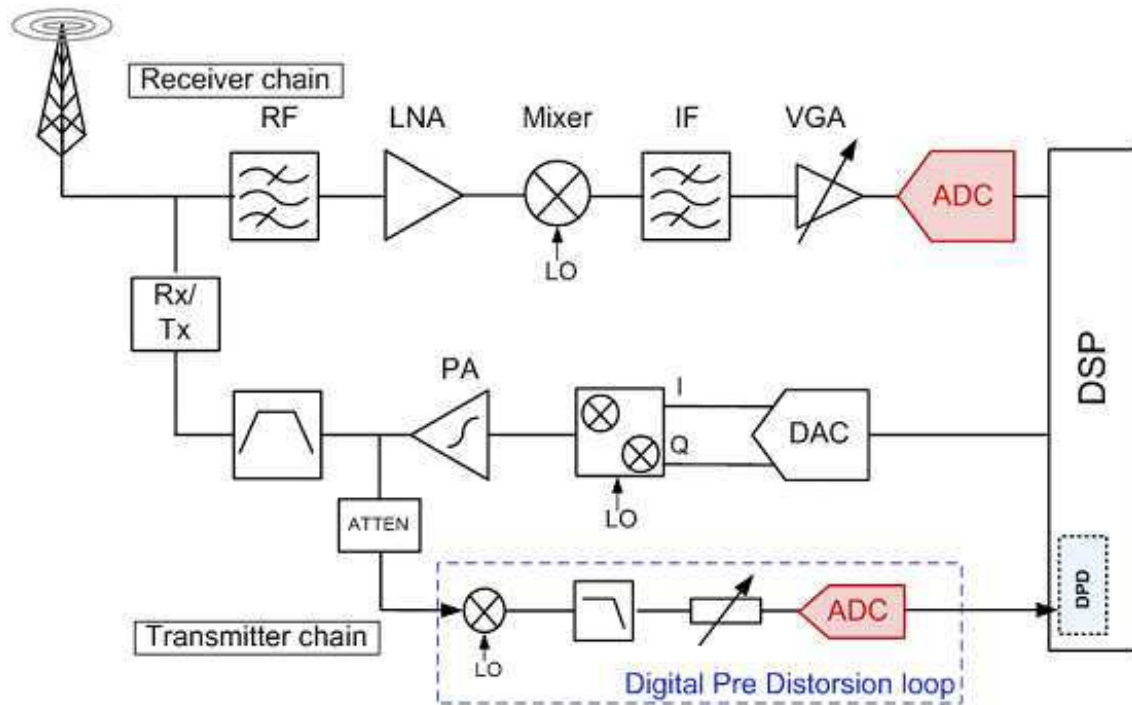 Receiver chain
RF
LNA
Mixer
IF
VGA
ADC
LO
Rx/
Tx
PA
I
Q
DAC
LO
DSP
ATTEN
LO
ADC
DPD
Transmitter chain
Digital Pre Distorsion loop